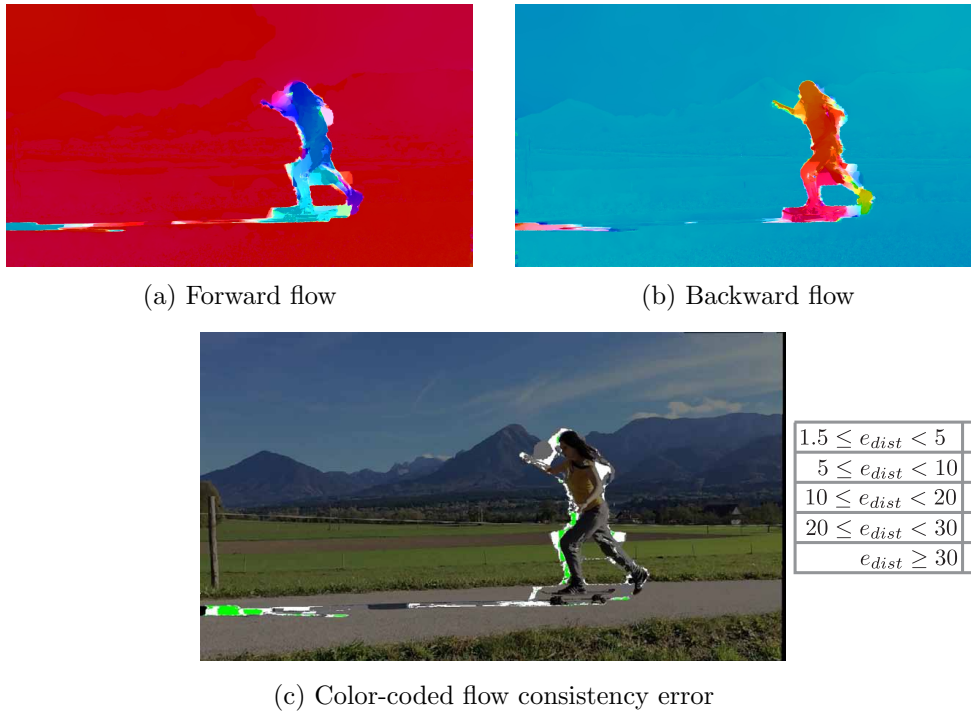 (a) Forward flow
(b) Backward flow
1.5 ≤ e_dist < 5
5 ≤ e_dist < 10
10 ≤ e_dist < 20
20 ≤ e_dist < 30
e_dist ≥ 30
(c) Color-coded flow consistency error